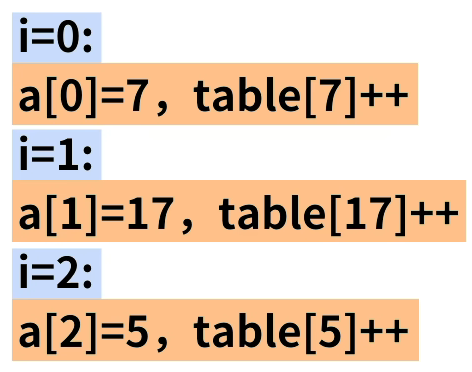 i=0:
a[0]=7，table[7]++
i=1:
a[1]=17，table[17]++
i=2:
a[2]=5，table[5]++